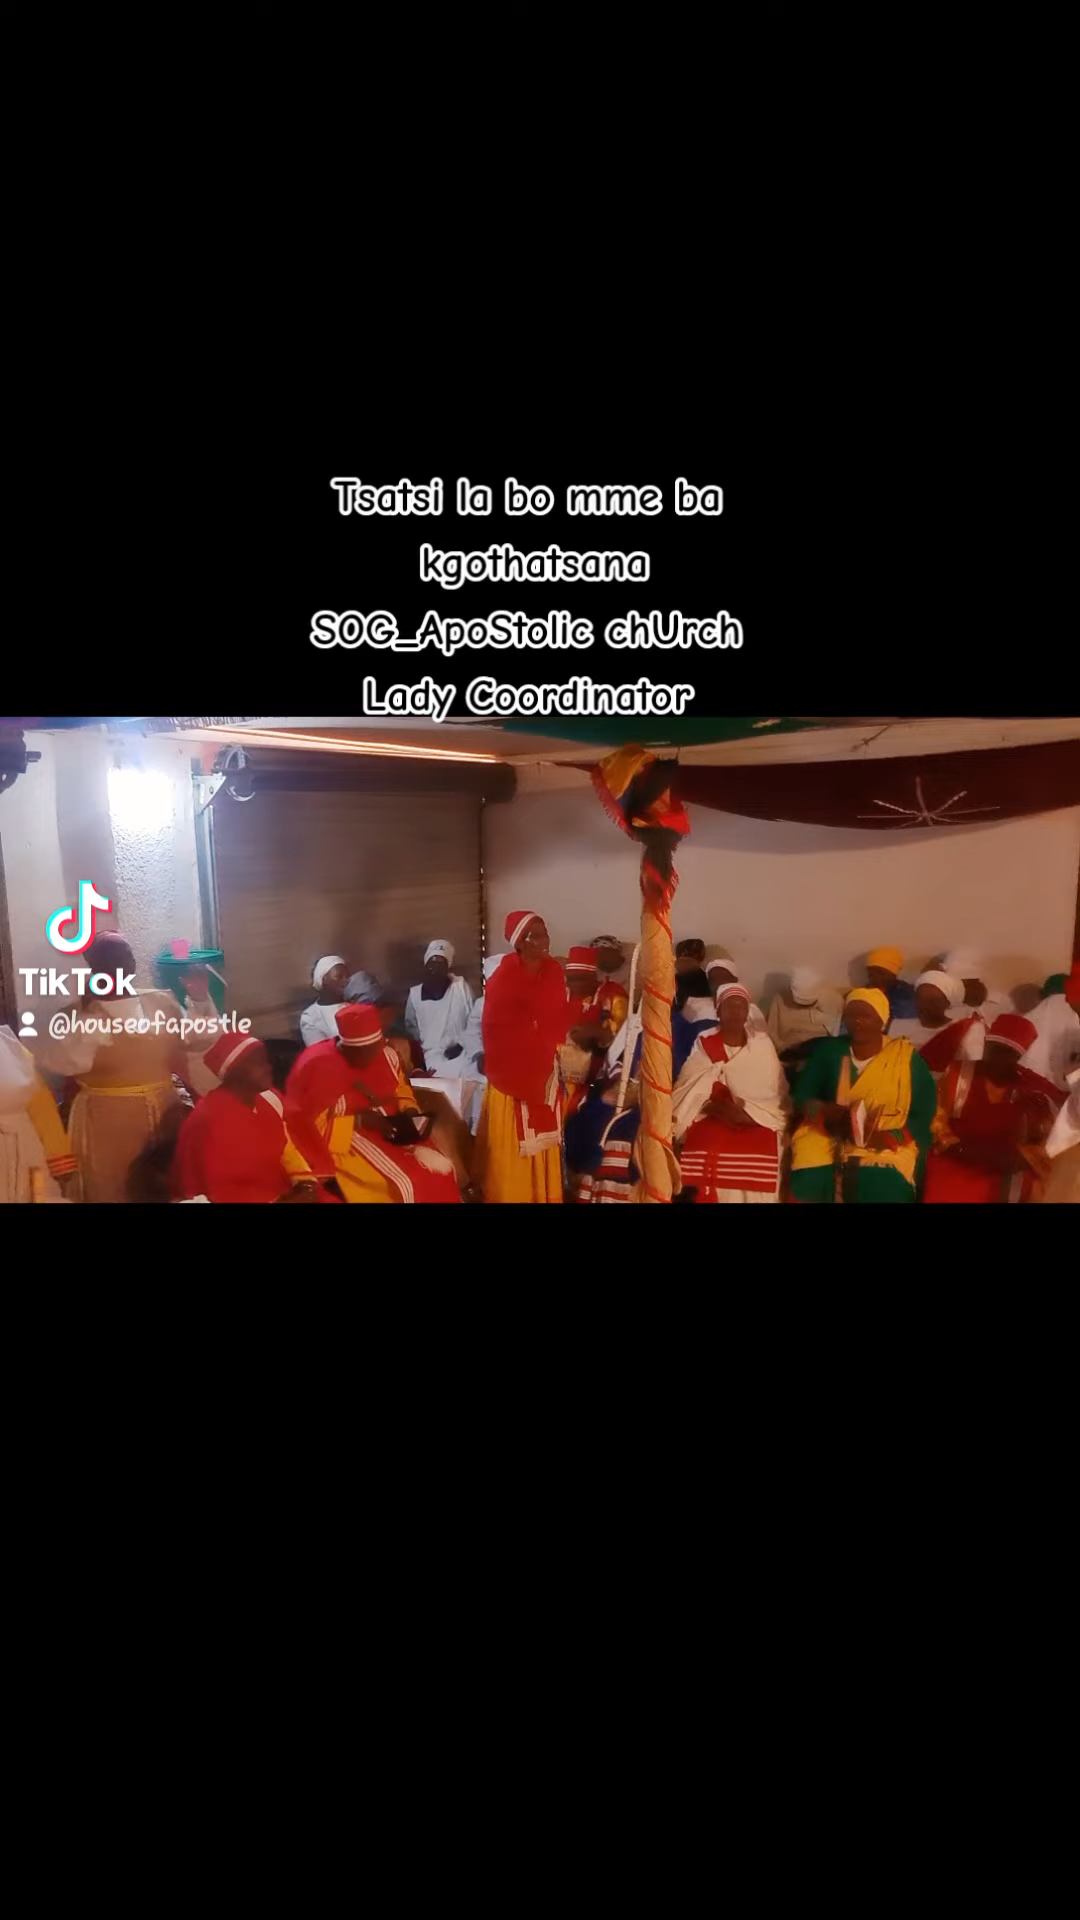 Tsatsi la bo mme ba
kgothatsana
SOG_ApoStolic chUrch
Lady Coordinator
TikTok
@houseofapostle